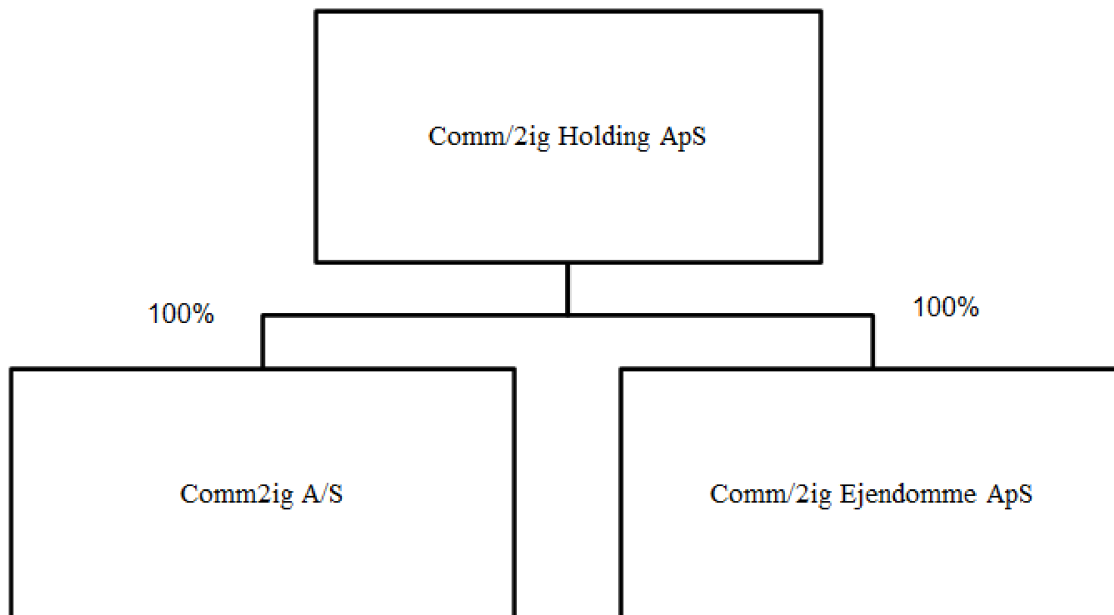 Comm/2ig Holding ApS
100%
100%
Comm2ig A/S
Comm/2ig Ejendomme ApS